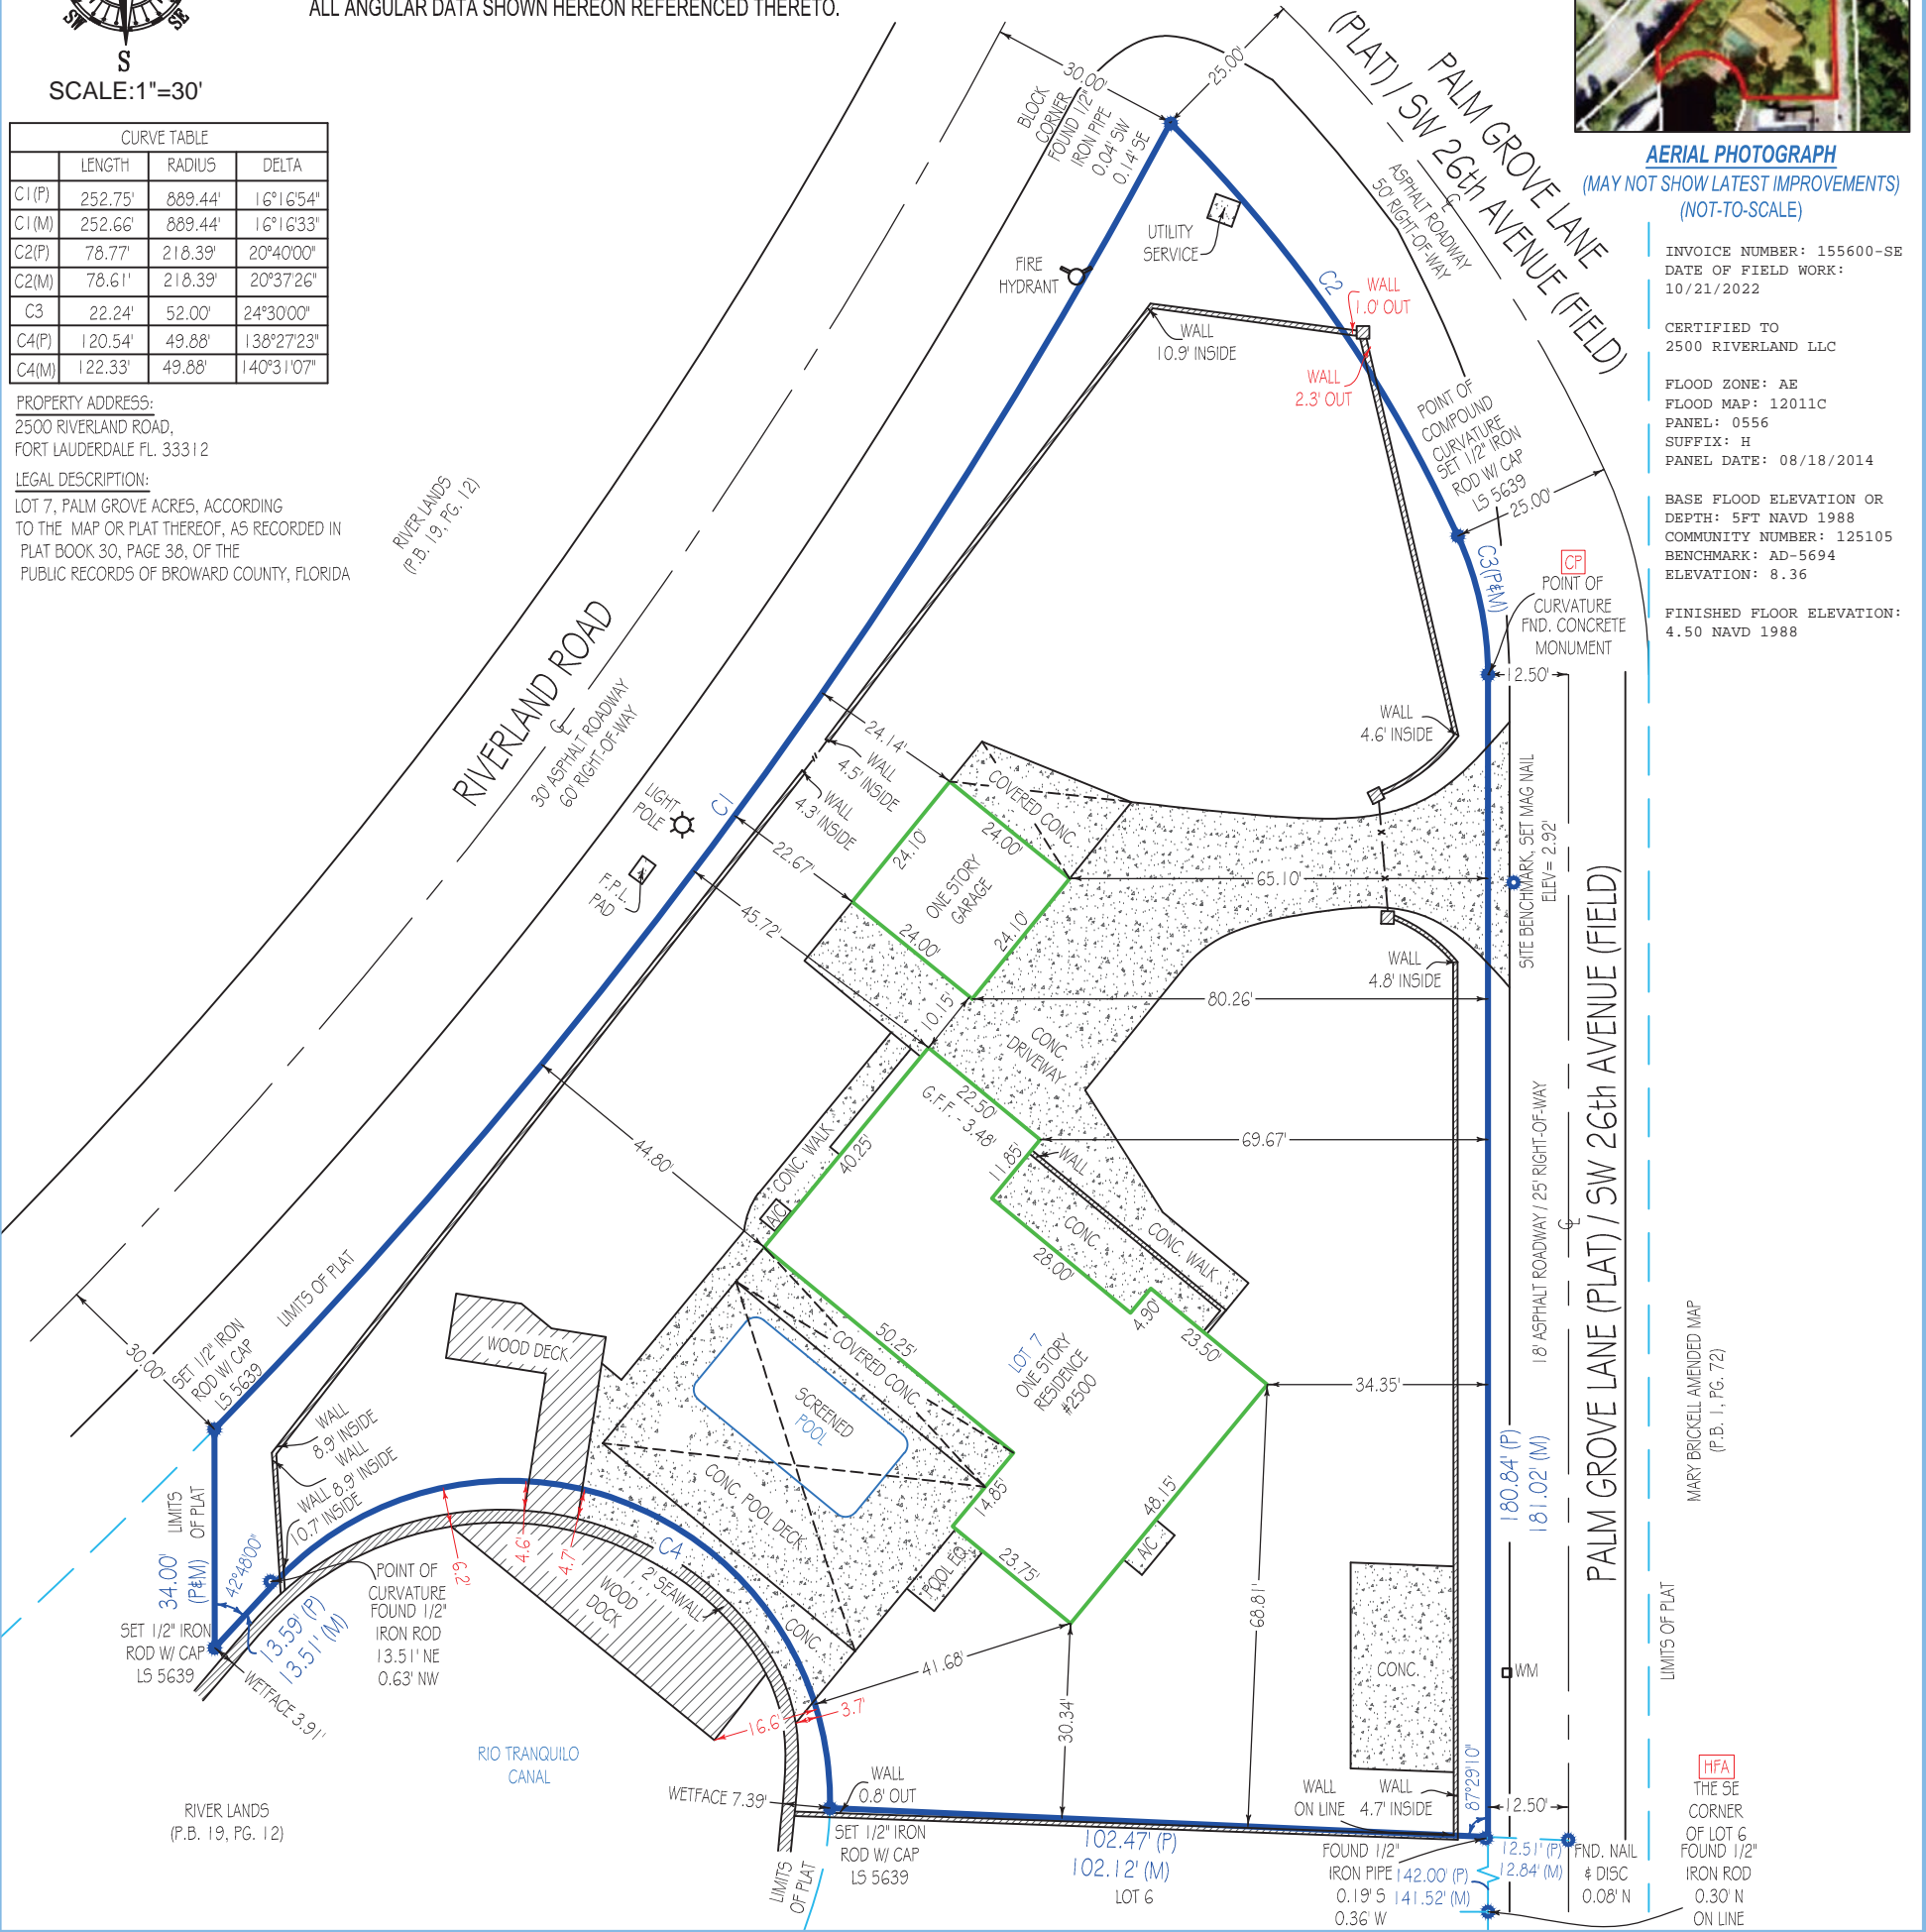 ALL ANGULAR DATA SHOWN HEREON REFERENCED THERETO.
SW
SE
S
SCALE:1"=30'
CURVE TABLE
LENGTH RADIUS DELTA
C1(P) 252.75' 889.44' 16°16'54"
C1(M) 252.66' 889.44' 16°16'33"
C2(P) 78.77' 218.39' 20°40'00"
C2(M) 78.61' 218.39' 20°37'26"
C3 22.24' 52.00' 24°30'00"
C4(P) 120.54' 49.88' 138°27'23"
C4(M) 122.33' 49.88' 140°31'07"
PROPERTY ADDRESS:
2500 RIVERLAND ROAD,
FORT LAUDERDALE FL. 33312
LEGAL DESCRIPTION:
LOT 7, PALM GROVE ACRES, ACCORDING
TO THE MAP OR PLAT THEREOF, AS RECORDED IN
PLAT BOOK 30, PAGE 38, OF THE
PUBLIC RECORDS OF BROWARD COUNTY, FLORIDA
AERIAL PHOTOGRAPH
(MAY NOT SHOW LATEST IMPROVEMENTS)
(NOT-TO-SCALE)
INVOICE NUMBER: 155600-SE
DATE OF FIELD WORK:
10/21/2022
CERTIFIED TO
2500 RIVERLAND LLC
FLOOD ZONE: AE
FLOOD MAP: 12011C
PANEL: 0556
SUFFIX: H
PANEL DATE: 08/18/2014
BASE FLOOD ELEVATION OR
DEPTH: 5FT NAVD 1988
COMMUNITY NUMBER: 125105
BENCHMARK: AD-5694
ELEVATION: 8.36
FINISHED FLOOR ELEVATION:
4.50 NAVD 1988
30.00'
25.00'
BLOCK
CORNER
FOUND 1/2"
IRON PIPE
0.04' SW
0.14' SE
PALM GROVE LANE
(PLAT) / SW 26th AVENUE (FIELD)
℄
ASPHALT ROADWAY
50' RIGHT-OF-WAY
UTILITY
SERVICE
FIRE
HYDRANT
C2
WALL
1.0' OUT
WALL
10.9' INSIDE
WALL
2.3' OUT
POINT OF
COMPOUND
CURVATURE
SET 1/2" IRON
ROD W/ CAP
LS 5639
25.00'
C3(P&M)
CP
POINT OF
CURVATURE
FND. CONCRETE
MONUMENT
12.50'
RIVER LANDS
(P.B. 19, PG. 12)
RIVERLAND ROAD
℄
30' ASPHALT ROADWAY
60' RIGHT-OF-WAY
LIGHT
POLE
F.P.L.
PAD
C1
24.14'
WALL
4.5' INSIDE
WALL
4.3' INSIDE
22.67'
45.72'
COVERED CONC.
24.10'
24.00'
ONE STORY
GARAGE
24.00'
24.10'
65.10'
WALL
4.6' INSIDE
SITE BENCHMARK, SET MAG NAIL
ELEV= 2.92'
WALL
4.8' INSIDE
80.26'
10.15'
CONC.
DRIVEWAY
22.50'
G.F.F. - 3.48'
11.85'
69.67'
WALL
CONC.
CONC. WALK
28.00'
4.90'
23.50'
CONC. WALK
40.25'
A/C
44.80'
50.25'
COVERED CONC.
LOT 7
ONE STORY
RESIDENCE
#2500
34.35'
18' ASPHALT ROADWAY / 25' RIGHT-OF-WAY
℄
PALM GROVE LANE (PLAT) / SW 26th AVENUE (FIELD)
MARY BRICKELL AMENDED MAP
(P.B. 1, PG. 72)
180.84' (P)
181.02' (M)
LIMITS OF PLAT
LIMITS OF PLAT
30.00'
SET 1/2" IRON
ROD W/ CAP
LS 5639
WOOD DECK
SCREENED
POOL
CONC. POOL DECK
14.85'
48.15'
A/C
POOL EQ.
23.75'
WALL
8.9' INSIDE
WALL
WALL 8.9' INSIDE
10.7' INSIDE
LIMITS
OF PLAT
34.00'
(P&M)
42°48'00"
POINT OF
CURVATURE
FOUND 1/2"
IRON ROD
13.51' NE
0.63' NW
SET 1/2" IRON
ROD W/ CAP
LS 5639
13.59' (P)
13.51' (M)
WETFACE 3.91'
6.2'
4.6'
4.7'
C4
2' SEAWALL
WOOD
DOCK
CONC.
41.68'
16.6'
3.7'
30.34'
68.81'
CONC.
WM
RIO TRANQUILO
CANAL
RIVER LANDS
(P.B. 19, PG. 12)
WETFACE 7.39'
WALL
0.8' OUT
SET 1/2" IRON
ROD W/ CAP
LS 5639
LIMITS
OF PLAT
102.47' (P)
102.12' (M)
LOT 6
WALL
ON LINE
WALL
4.7' INSIDE
87°29'10"
12.50'
FOUND 1/2"
IRON PIPE
0.19' S
0.36' W
142.00' (P)
141.52' (M)
12.51' (P)
12.84' (M)
FND. NAIL
& DISC
0.08' N
HFA
THE SE
CORNER
OF LOT 6
FOUND 1/2"
IRON ROD
0.30' N
ON LINE